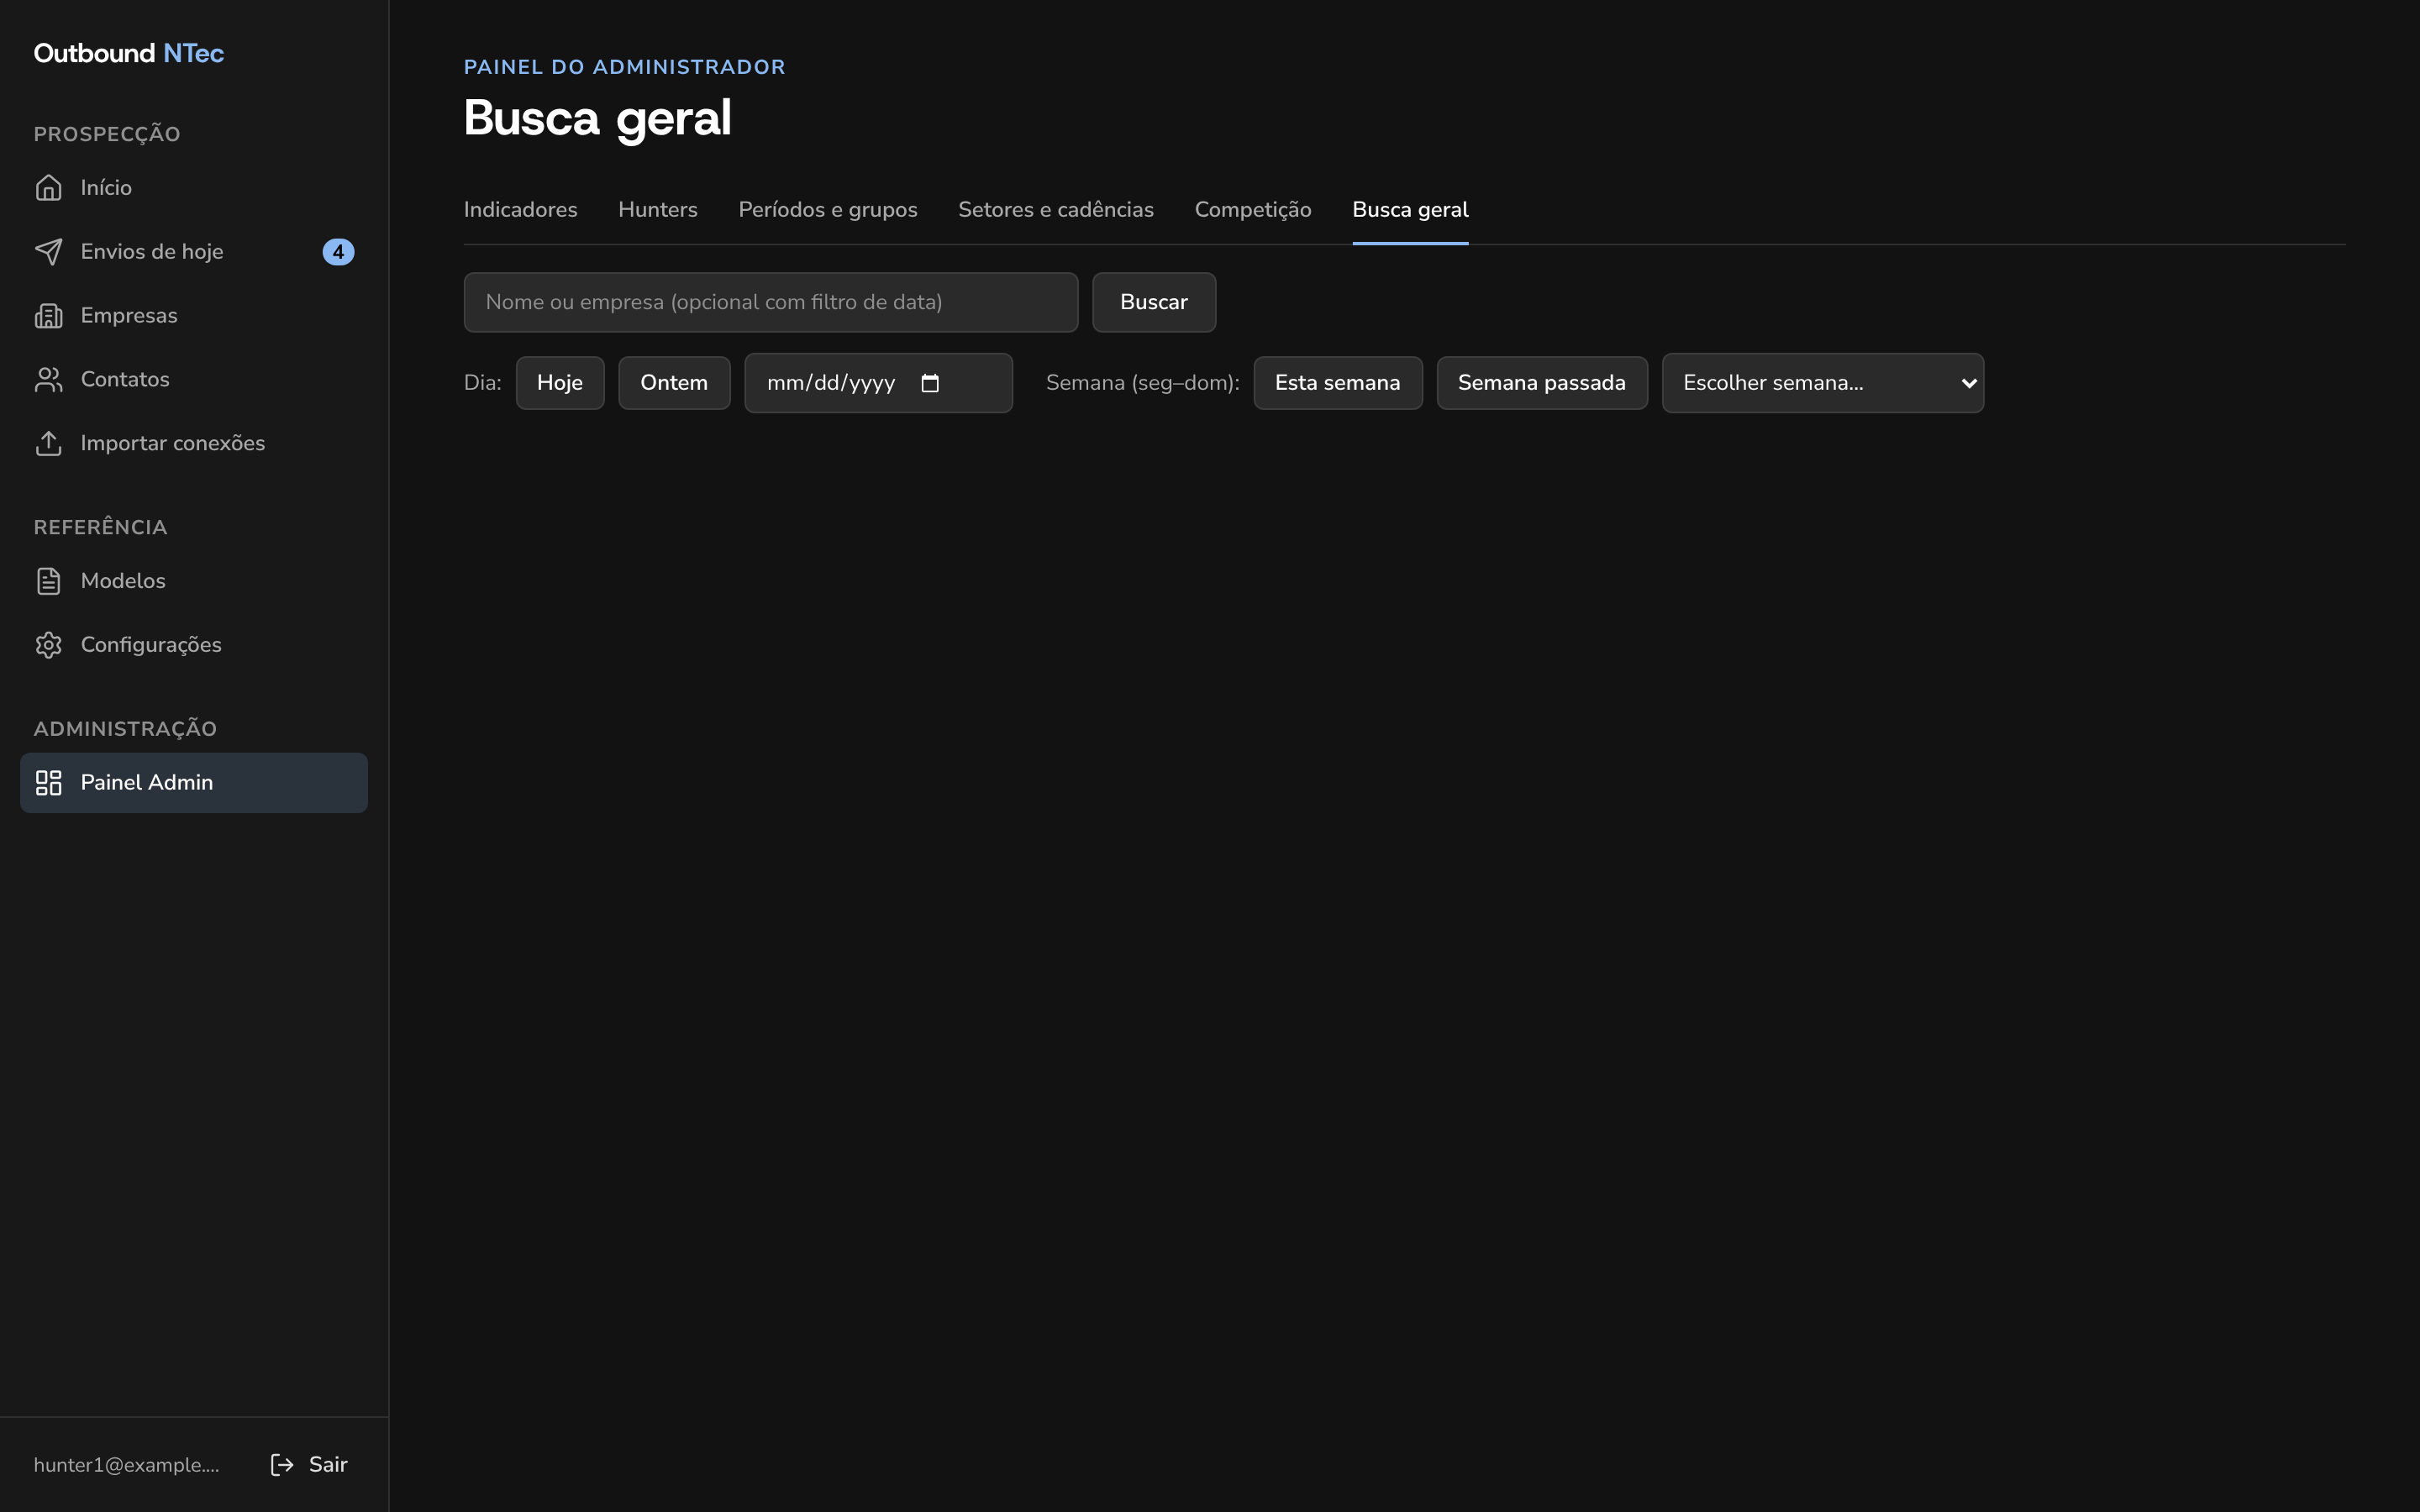 Outbound NTec
PROSPECÇÃO
Início
Envios de hoje 4
Empresas
Contatos
Importar conexões
REFERÊNCIA
Modelos
Configurações
ADMINISTRAÇÃO
Painel Admin
hunter1@example.... Sair
PAINEL DO ADMINISTRADOR
Busca geral
Indicadores Hunters Períodos e grupos Setores e cadências Competição Busca geral
Nome ou empresa (opcional com filtro de data) Buscar
Dia: Hoje Ontem mm/dd/yyyy Semana (seg–dom): Esta semana Semana passada Escolher semana...